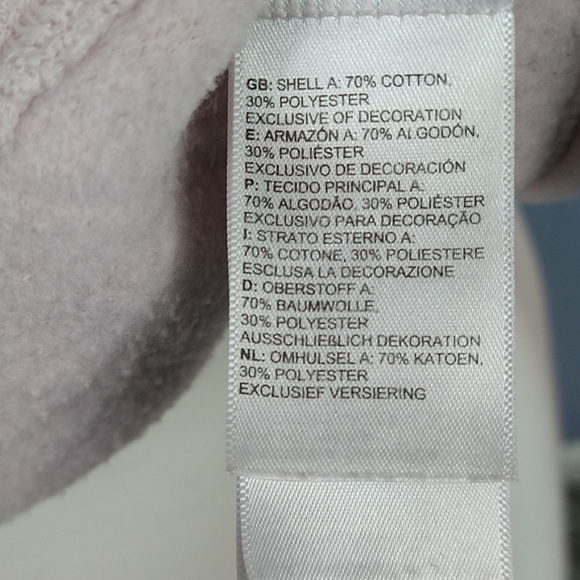 GB: SHELL A: 70% COTTON,
30% POLYESTER
EXCLUSIVE OF DECORATION
E: ARMAZÓN A: 70% ALGODÓN,
30% POLIÉSTER
EXCLUSIVO DE DECORACIÓN
P: TECIDO PRINCIPAL A:
70% ALGODÃO, 30% POLIÉSTER
EXCLUSIVO PARA DECORAÇÃO
I: STRATO ESTERNO A:
70% COTONE, 30% POLIESTERE
ESCLUSA LA DECORAZIONE
D: OBERSTOFF A:
70% BAUMWOLLE,
30% POLYESTER
AUSSCHLIEßLICH DEKORATION
NL: OMHULSEL A: 70% KATOEN,
30% POLYESTER
EXCLUSIEF VERSIERING